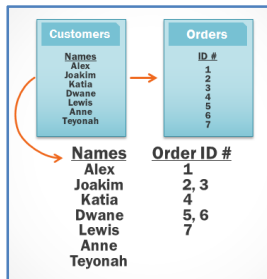 Customers
Names
Alex
Joakim
Katia
Dwane
Lewis
Anne
Teyonah
Orders
ID #
1
2
3
4
5
6
7
Names Order ID #
Alex 1
Joakim 2, 3
Katia 4
Dwane 5, 6
Lewis 7
Anne
Teyonah